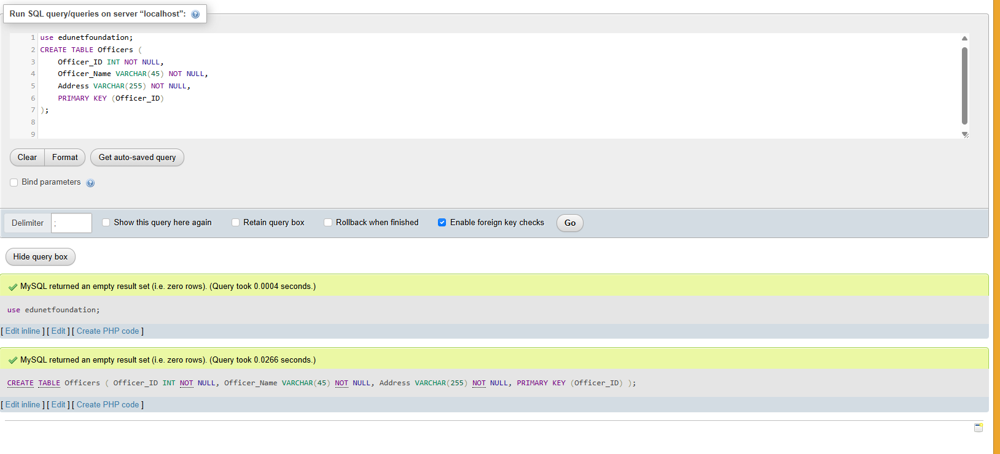 Run SQL query/queries on server “localhost”:
1 use edunetfoundation;
2 CREATE TABLE Officers (
3 Officer_ID INT NOT NULL,
4 Officer_Name VARCHAR(45) NOT NULL,
5 Address VARCHAR(255) NOT NULL,
6 PRIMARY KEY (Officer_ID)
7 );
8
9
Clear Format Get auto-saved query
Bind parameters
Delimiter ; Show this query here again Retain query box Rollback when finished Enable foreign key checks Go
Hide query box
MySQL returned an empty result set (i.e. zero rows). (Query took 0.0004 seconds.)
use edunetfoundation;
[ Edit inline ] [ Edit ] [ Create PHP code ]
MySQL returned an empty result set (i.e. zero rows). (Query took 0.0266 seconds.)
CREATE TABLE Officers ( Officer_ID INT NOT NULL, Officer_Name VARCHAR(45) NOT NULL, Address VARCHAR(255) NOT NULL, PRIMARY KEY (Officer_ID) );
[ Edit inline ] [ Edit ] [ Create PHP code ]